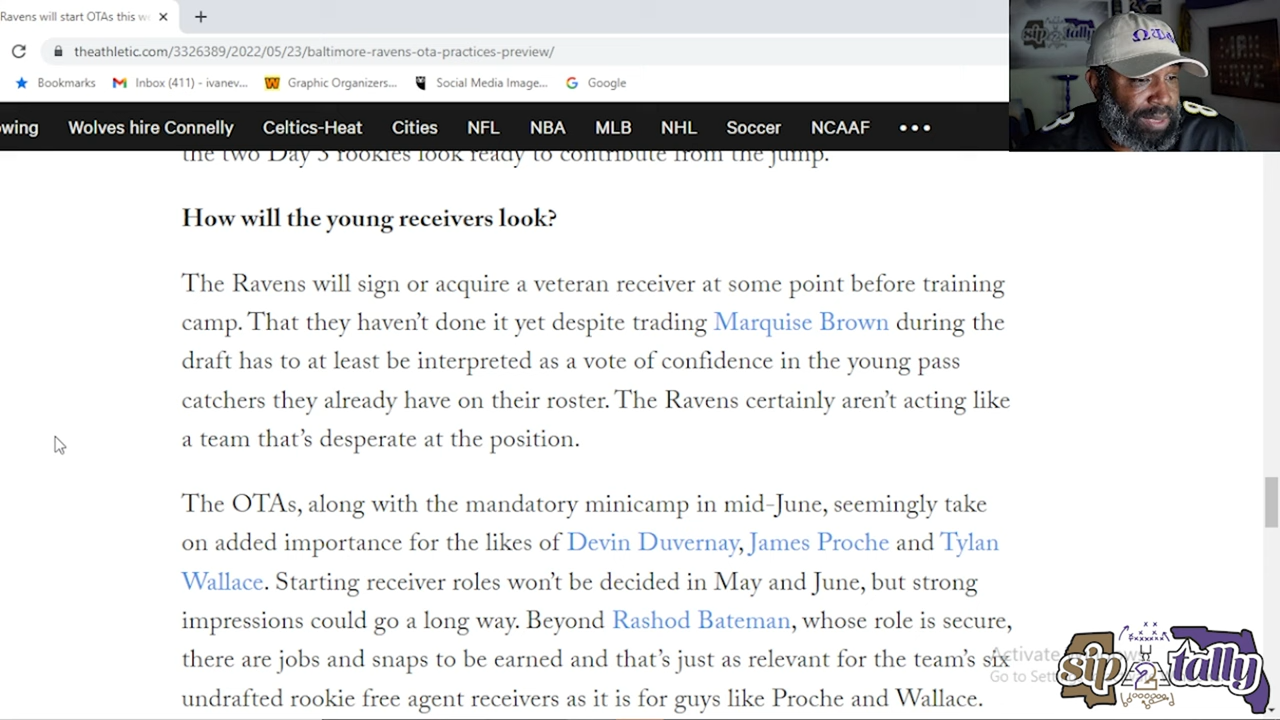 Ravens will start OTAs this we
theathletic.com/3326389/2022/05/23/baltimore-ravens-ota-practices-preview/
Bookmarks Inbox (411) - ivanev... Graphic Organizers... Social Media Image... Google
owing Wolves hire Connelly Celtics-Heat Cities NFL NBA MLB NHL Soccer NCAAF
the two Day 3 rookies look ready to contribute from the jump.
How will the young receivers look?
The Ravens will sign or acquire a veteran receiver at some point before training
camp. That they haven't done it yet despite trading Marquise Brown during the
draft has to at least be interpreted as a vote of confidence in the young pass
catchers they already have on their roster. The Ravens certainly aren't acting like
a team that's desperate at the position.
The OTAs, along with the mandatory minicamp in mid-June, seemingly take
on added importance for the likes of Devin Duvernay, James Proche and Tylan
Wallace. Starting receiver roles won't be decided in May and June, but strong
impressions could go a long way. Beyond Rashod Bateman, whose role is secure,
there are jobs and snaps to be earned and that's just as relevant for the team's six
undrafted rookie free agent receivers as it is for guys like Proche and Wallace.
Activate
Go to Set
sip 2 tally
sip tally
ΩΨΦ